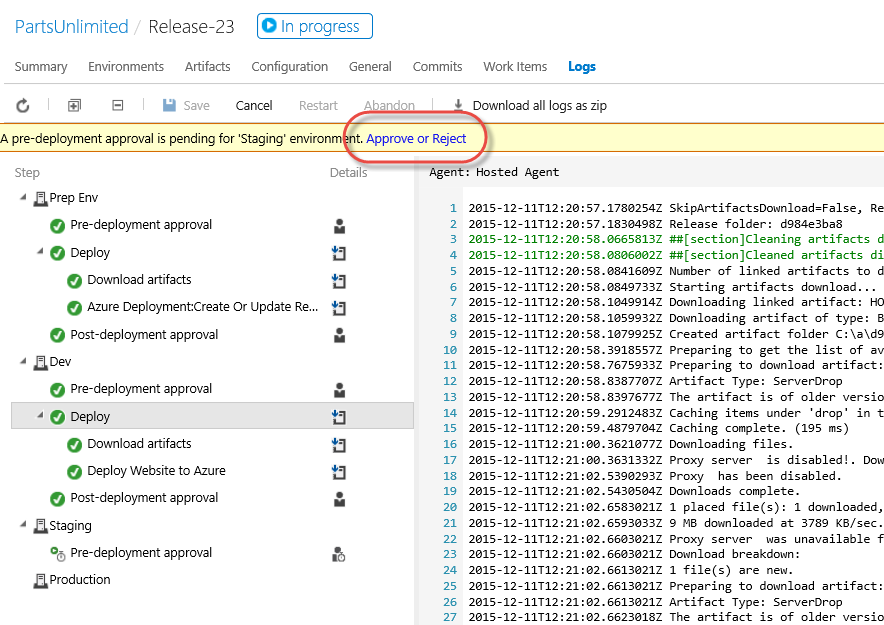 PartsUnlimited / Release-23 In progress
Summary Environments Artifacts Configuration General Commits Work Items Logs
Save Cancel Restart Abandon Download all logs as zip
A pre-deployment approval is pending for 'Staging' environment. Approve or Reject
Step Details
Prep Env
Pre-deployment approval
Deploy
Download artifacts
Azure Deployment:Create Or Update Re...
Post-deployment approval
Dev
Pre-deployment approval
Deploy
Download artifacts
Deploy Website to Azure
Post-deployment approval
Staging
Pre-deployment approval
Production
Agent: Hosted Agent
1 2015-12-11T12:20:57.1780254Z SkipArtifactsDownload=False, Re
2 2015-12-11T12:20:57.1830498Z Release folder: d984e3ba8
3 2015-12-11T12:20:58.0665813Z ##[section]Cleaning artifacts d
4 2015-12-11T12:20:58.0806002Z ##[section]Cleaned artifacts di
5 2015-12-11T12:20:58.0841609Z Number of linked artifacts to d
6 2015-12-11T12:20:58.0849733Z Starting artifacts download...
7 2015-12-11T12:20:58.1049914Z Downloading linked artifact: HO
8 2015-12-11T12:20:58.1059932Z Downloading artifact of type: B
9 2015-12-11T12:20:58.1079925Z Created artifact folder C:\a\d9
10 2015-12-11T12:20:58.3918557Z Preparing to get the list of av
11 2015-12-11T12:20:58.7675933Z Preparing to download artifact:
12 2015-12-11T12:20:58.8387707Z Artifact Type: ServerDrop
13 2015-12-11T12:20:58.8397677Z The artifact is of older versio
14 2015-12-11T12:20:59.2912483Z Caching items under 'drop' in t
15 2015-12-11T12:20:59.4879704Z Caching complete. (195 ms)
16 2015-12-11T12:21:00.3621077Z Downloading files.
17 2015-12-11T12:21:00.3631332Z Proxy server is disabled!. Dow
18 2015-12-11T12:21:02.5390293Z Proxy has been disabled.
19 2015-12-11T12:21:02.5430504Z Downloads complete.
20 2015-12-11T12:21:02.6583021Z 1 placed file(s): 1 downloaded,
21 2015-12-11T12:21:02.6593033Z 9 MB downloaded at 3789 KB/sec.
22 2015-12-11T12:21:02.6603021Z Proxy server was unavailable f
23 2015-12-11T12:21:02.6603021Z Download breakdown:
24 2015-12-11T12:21:02.6613021Z 1 file(s) are new.
25 2015-12-11T12:21:02.6613021Z Preparing to download artifact:
26 2015-12-11T12:21:02.6613021Z Artifact Type: ServerDrop
27 2015-12-11T12:21:02.6623018Z The artifact is of older versio